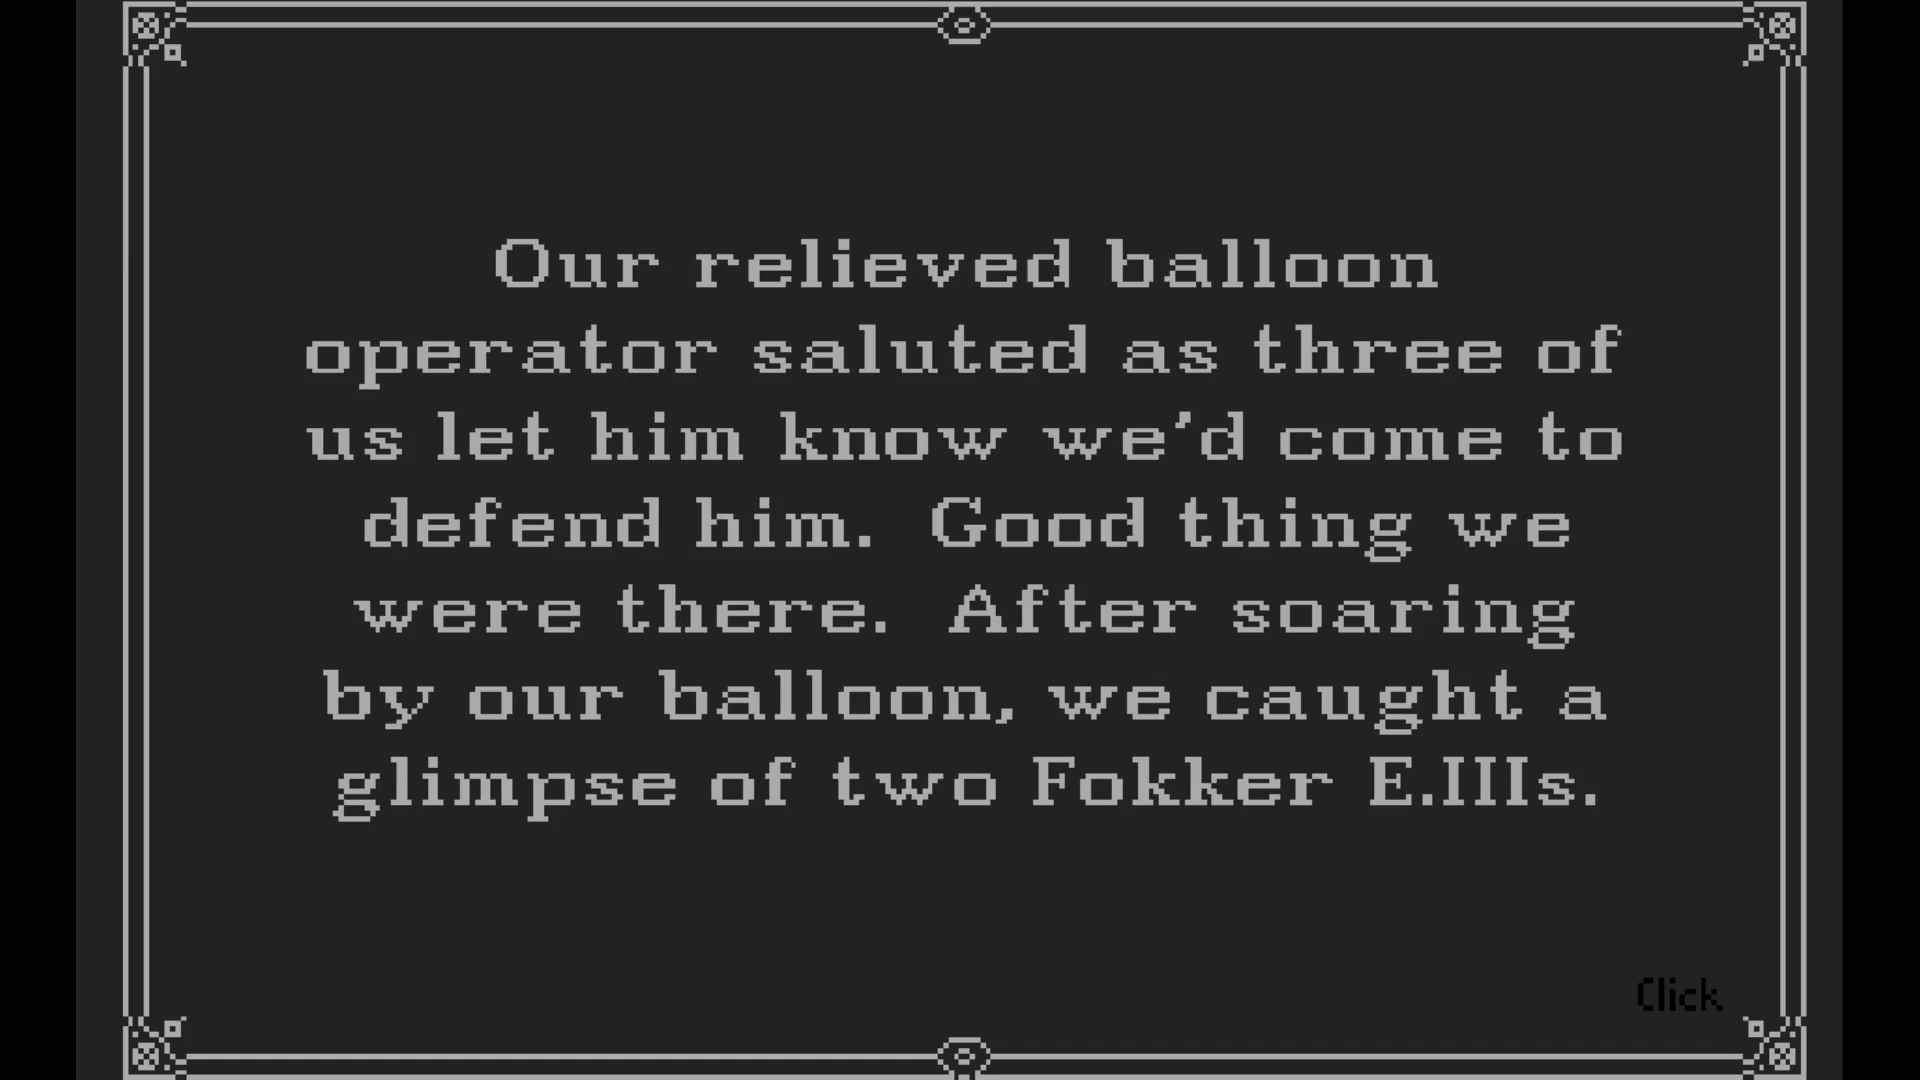 Our relieved balloon
operator saluted as three of
us let him know we'd come to
defend him.  Good thing we
were there.  After soaring
by our balloon, we caught a
glimpse of two Fokker E.IIIs.
Click